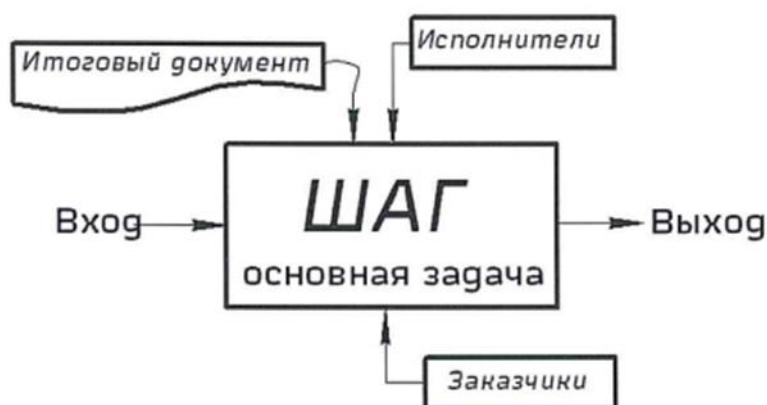 Исполнители
Итоговый документ
ШАГ
Вход
Выход
основная задача
Заказчики